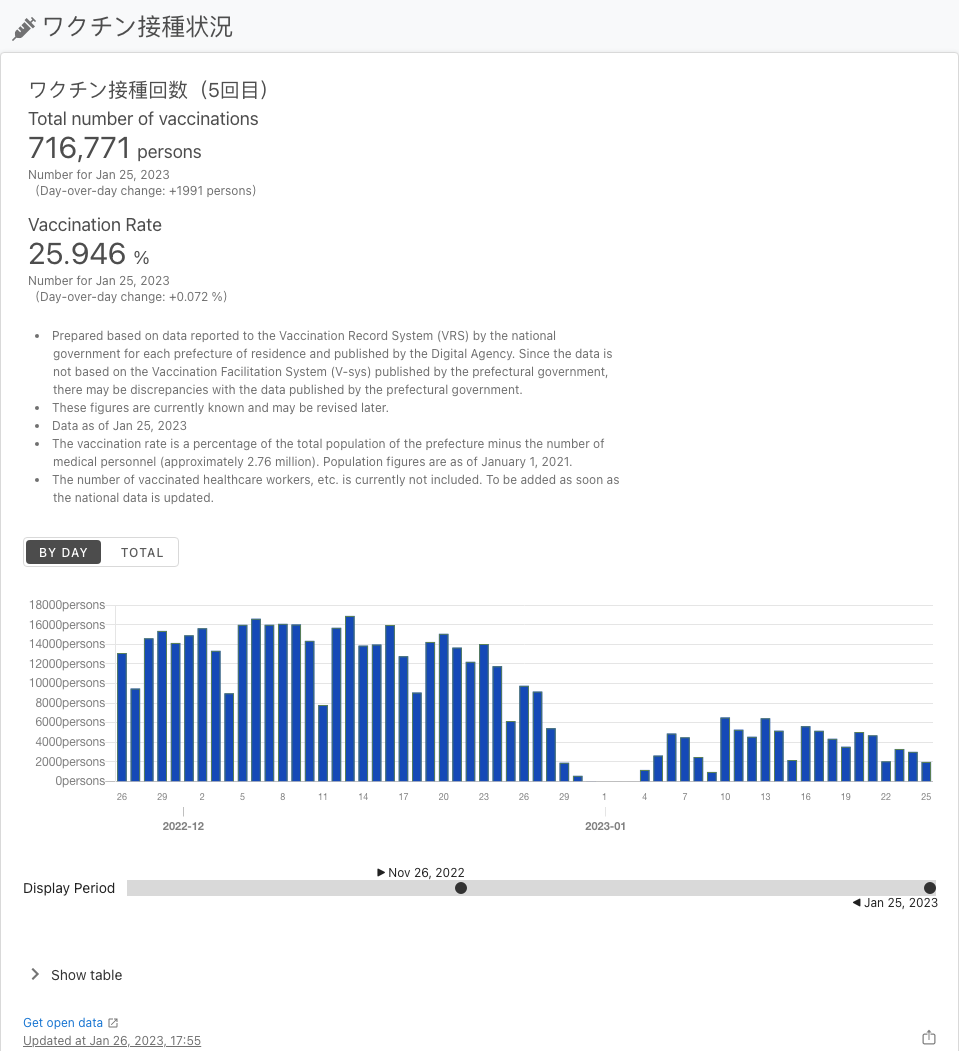 ワクチン接種状況
ワクチン接種回数（5回目）
Total number of vaccinations
716,771 persons
Number for Jan 25, 2023
（Day-over-day change: +1991 persons）
Vaccination Rate
25.946 %
Number for Jan 25, 2023
（Day-over-day change: +0.072 %）
• Prepared based on data reported to the Vaccination Record System (VRS) by the national
government for each prefecture of residence and published by the Digital Agency. Since the data is
not based on the Vaccination Facilitation System (V-sys) published by the prefectural government,
there may be discrepancies with the data published by the prefectural government.
• These figures are currently known and may be revised later.
• Data as of Jan 25, 2023
• The vaccination rate is a percentage of the total population of the prefecture minus the number of
medical personnel (approximately 2.76 million). Population figures are as of January 1, 2021.
• The number of vaccinated healthcare workers, etc. is currently not included. To be added as soon as
the national data is updated.
BY DAY TOTAL
18000persons
16000persons
14000persons
12000persons
10000persons
8000persons
6000persons
4000persons
2000persons
0persons
26 29 2 5 8 11 14 17 20 23 26 29 1 4 7 10 13 16 19 22 25
2022-12 2023-01
▶ Nov 26, 2022
Display Period
◀ Jan 25, 2023
Show table
Get open data
Updated at Jan 26, 2023, 17:55